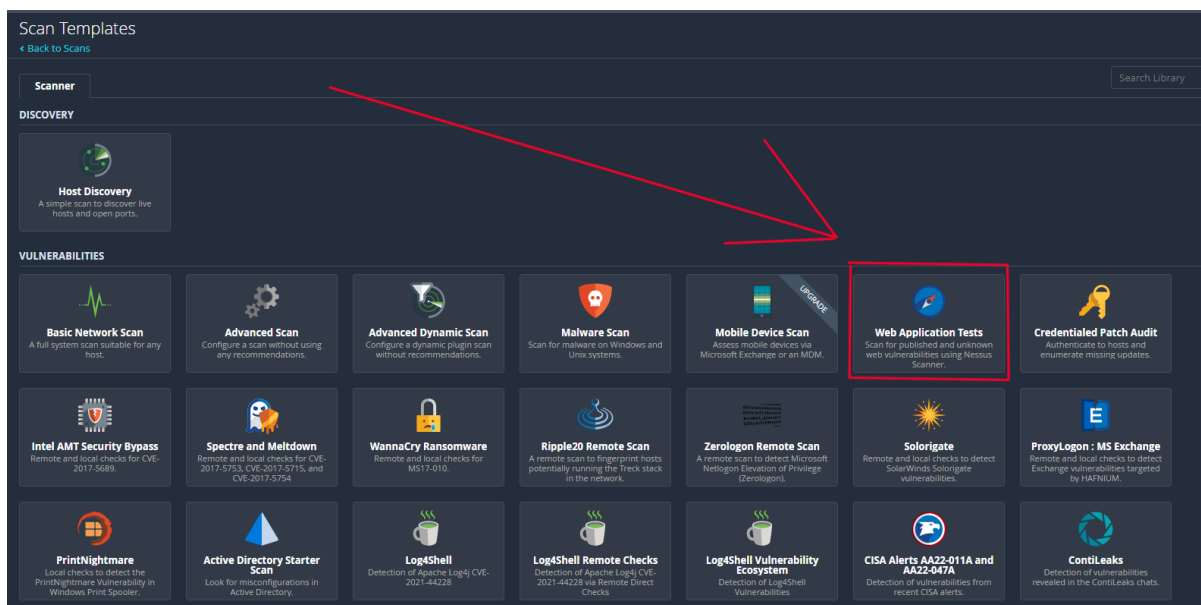 Scan Templates
‹ Back to Scans
Scanner
Search Library
DISCOVERY
Host Discovery
A simple scan to discover live
hosts and open ports.
VULNERABILITIES
Basic Network Scan
A full system scan suitable for any
host.
Advanced Scan
Configure a scan without using
any recommendations.
Advanced Dynamic Scan
Configure a dynamic plugin scan
without recommendations.
Malware Scan
Scan for malware on Windows and
Unix systems.
UPGRADE
Mobile Device Scan
Assess mobile devices via
Microsoft Exchange or an MDM.
Web Application Tests
Scan for published and unknown
web vulnerabilities using Nessus
Scanner.
Credentialed Patch Audit
Authenticate to hosts and
enumerate missing updates.
Intel AMT Security Bypass
Remote and local checks for CVE-
2017-5689.
Spectre and Meltdown
Remote and local checks for CVE-
2017-5753, CVE-2017-5715, and
CVE-2017-5754
WannaCry Ransomware
Remote and local checks for
MS17-010.
Ripple20 Remote Scan
A remote scan to fingerprint hosts
potentially running the Treck stack
in the network.
Zerologon Remote Scan
A remote scan to detect Microsoft
Netlogon Elevation of Privilege
(Zerologon).
Solorigate
Remote and local checks to detect
SolarWinds Solorigate
vulnerabilities.
E
ProxyLogon : MS Exchange
Remote and local checks to detect
Exchange vulnerabilities targeted
by HAFNIUM.
PrintNightmare
Local checks to detect the
PrintNightmare Vulnerability in
Windows Print Spooler.
Active Directory Starter
Scan
Look for misconfigurations in
Active Directory.
Log4Shell
Detection of Apache Log4j CVE-
2021-44228
Log4Shell Remote Checks
Detection of Apache Log4j CVE-
2021-44228 via Remote Direct
Checks
Log4Shell Vulnerability
Ecosystem
Detection of Log4Shell
Vulnerabilities
CISA Alerts AA22-011A and
AA22-047A
Detection of vulnerabilities from
recent CISA alerts.
ContiLeaks
Detection of vulnerabilities
revealed in the ContiLeaks chats.